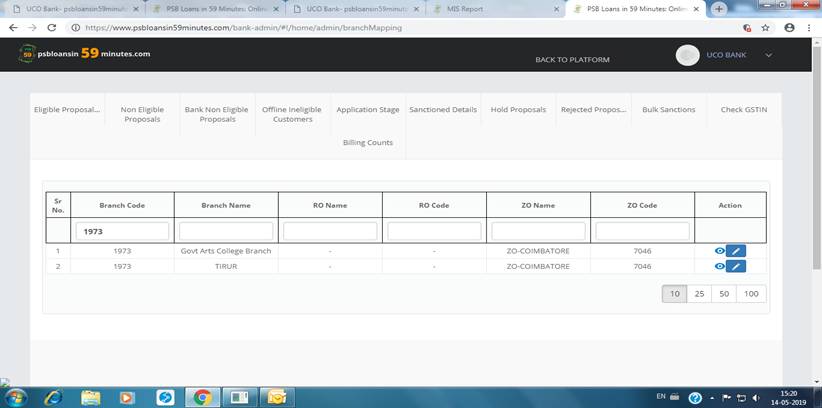 UCO Bank- psbloansin59minut
PSB Loans in 59 Minutes: Online
UCO Bank- psbloansin59minute
MIS Report
PSB Loans in 59 Minutes: Online
https://www.psbloansin59minutes.com/bank-admin/#!/home/admin/branchMapping
psbloansin 59 minutes.com
BACK TO PLATFORM
UCO BANK
Eligible Proposal...
Non Eligible
Proposals
Bank Non Eligible
Proposals
Offline Ineligible
Customers
Application Stage
Sanctioned Details
Hold Proposals
Rejected Propos...
Bulk Sanctions
Check GSTIN
Billing Counts
Sr
No.
Branch Code
Branch Name
RO Name
RO Code
ZO Name
ZO Code
Action
1973
1 1973 Govt Arts College Branch - - ZO-COIMBATORE 7046
2 1973 TIRUR - - ZO-COIMBATORE 7046
10 25 50 100
EN
15:20
14-05-2019